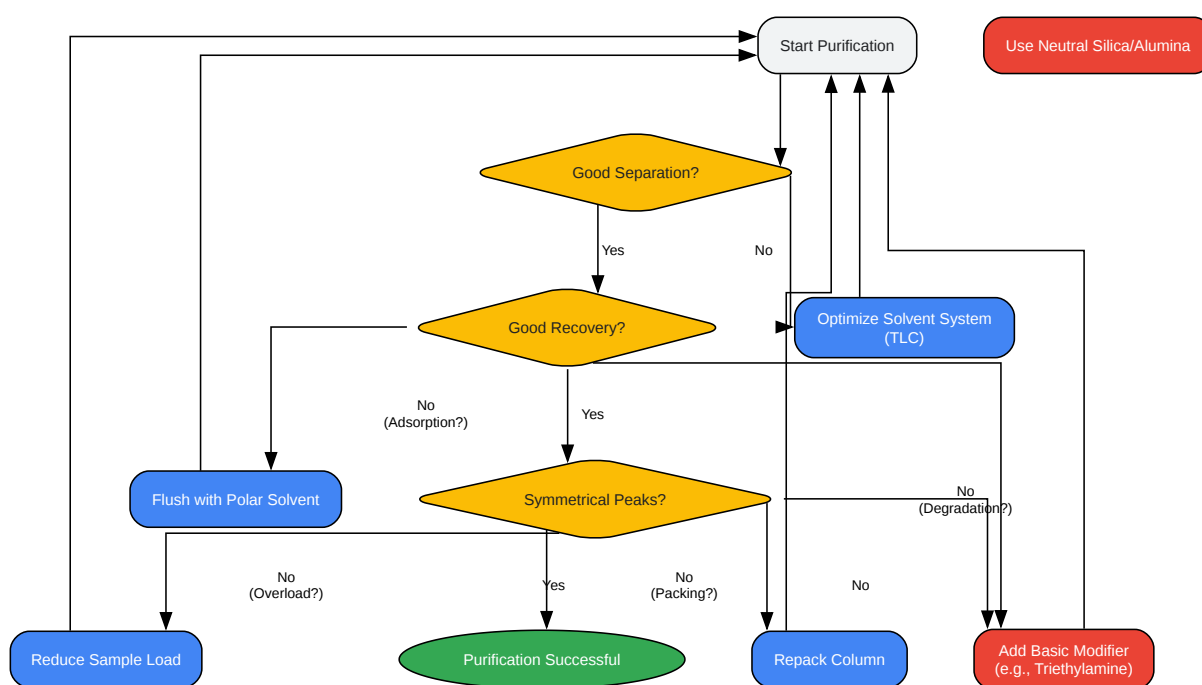 Start Purification
Use Neutral Silica/Alumina
Good Separation?
Yes
No
Good Recovery?
Optimize Solvent System
(TLC)
No
(Adsorption?)
Yes
Flush with Polar Solvent
Symmetrical Peaks?
No
(Degradation?)
No
(Overload?)
Yes
No
(Packing?)
No
Reduce Sample Load
Purification Successful
Repack Column
Add Basic Modifier
(e.g., Triethylamine)